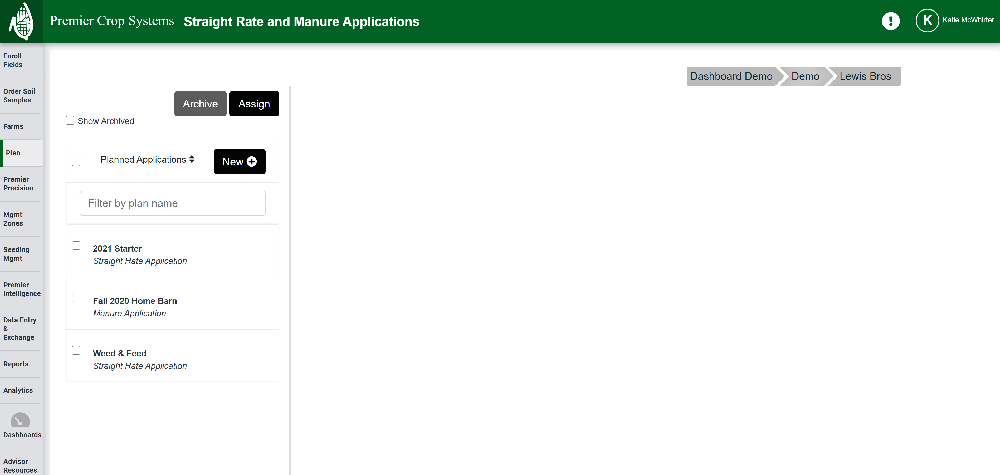 Premier Crop Systems Straight Rate and Manure Applications
K Katie McWhirter
Enroll
Fields
Order Soil
Samples
Farms
Plan
Premier
Precision
Mgmt
Zones
Seeding
Mgmt
Premier
Intelligence
Data Entry
&
Exchange
Reports
Analytics
Dashboards
Advisor
Resources
Dashboard Demo Demo Lewis Bros
Archive Assign
Show Archived
Planned Applications New
Filter by plan name
2021 Starter
Straight Rate Application
Fall 2020 Home Barn
Manure Application
Weed & Feed
Straight Rate Application